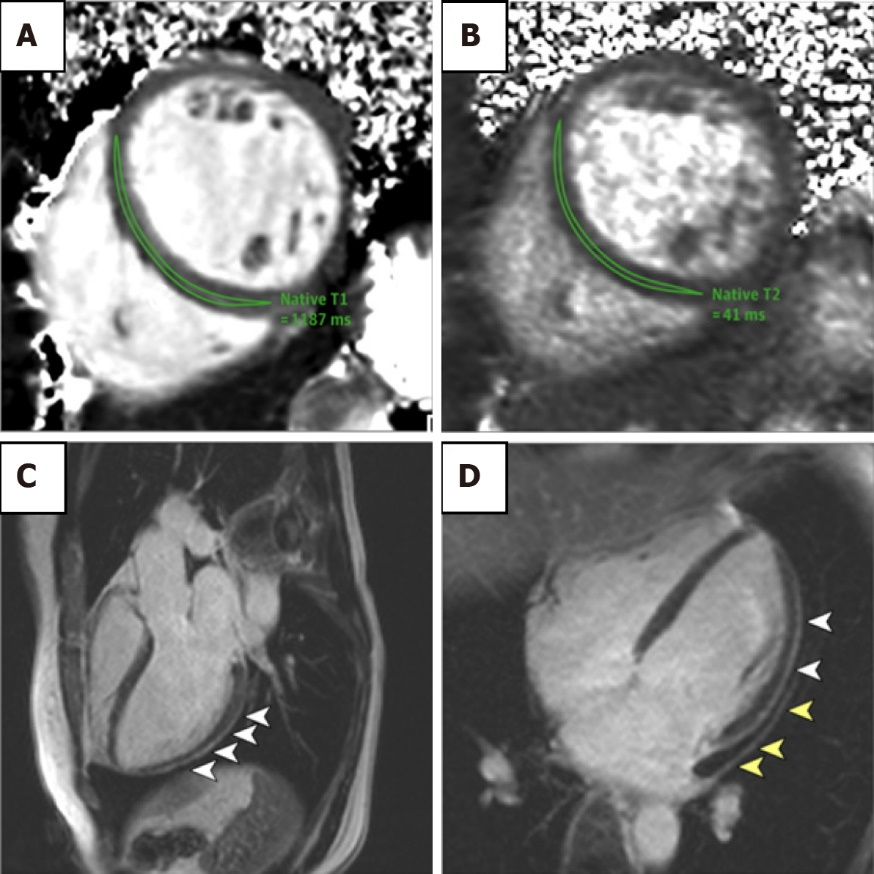 A
B
Native T1
= 1187 ms
Native T2
= 41 ms
C
D